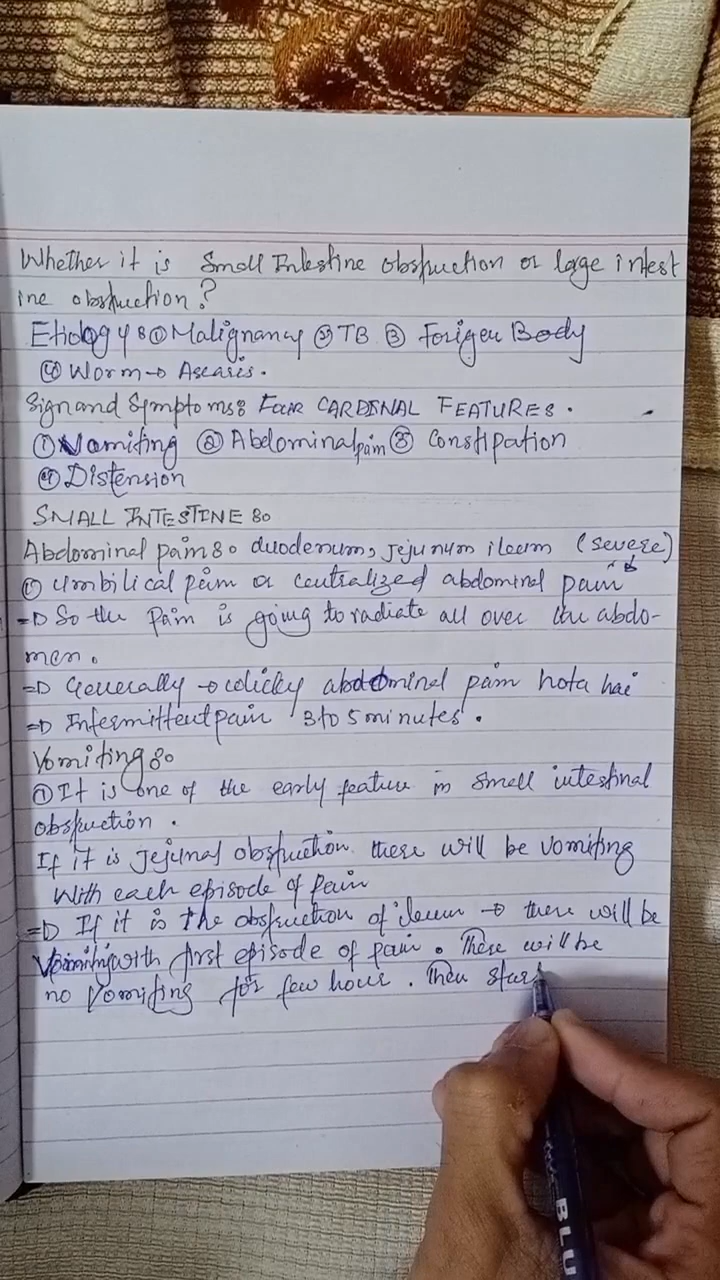 Whether it is Small Intestine obstruction or large intest
ine obstruction?
Etiology: ① Malignancy ② TB ③ Forigen Body
④ Worm → Ascaris.
Sign and Symptoms: FOUR CARDINAL FEATURES.
① Vomiting ② Abdominal pain ③ Constipation
④ Distension
SMALL INTESTINE:
Abdominal pain: duodenum, jejunum ileum (severe)
① Umbilical pain or centralized abdominal pain
⇒ So the pain is going to radiate all over the abdo-
men.
⇒ Generally → colicky abdominal pain hota hai
⇒ Intermittent pain 3 to 5 minutes.
Vomiting:
① It is one of the early feature in small intestinal
obstruction.
If it is jejunal obstruction there will be vomiting
With each episode of pain
⇒ If it is the obstruction of ileum → there will be
Vomiting with first episode of pain. There will be
no vomiting for few hour. Then star
BLU